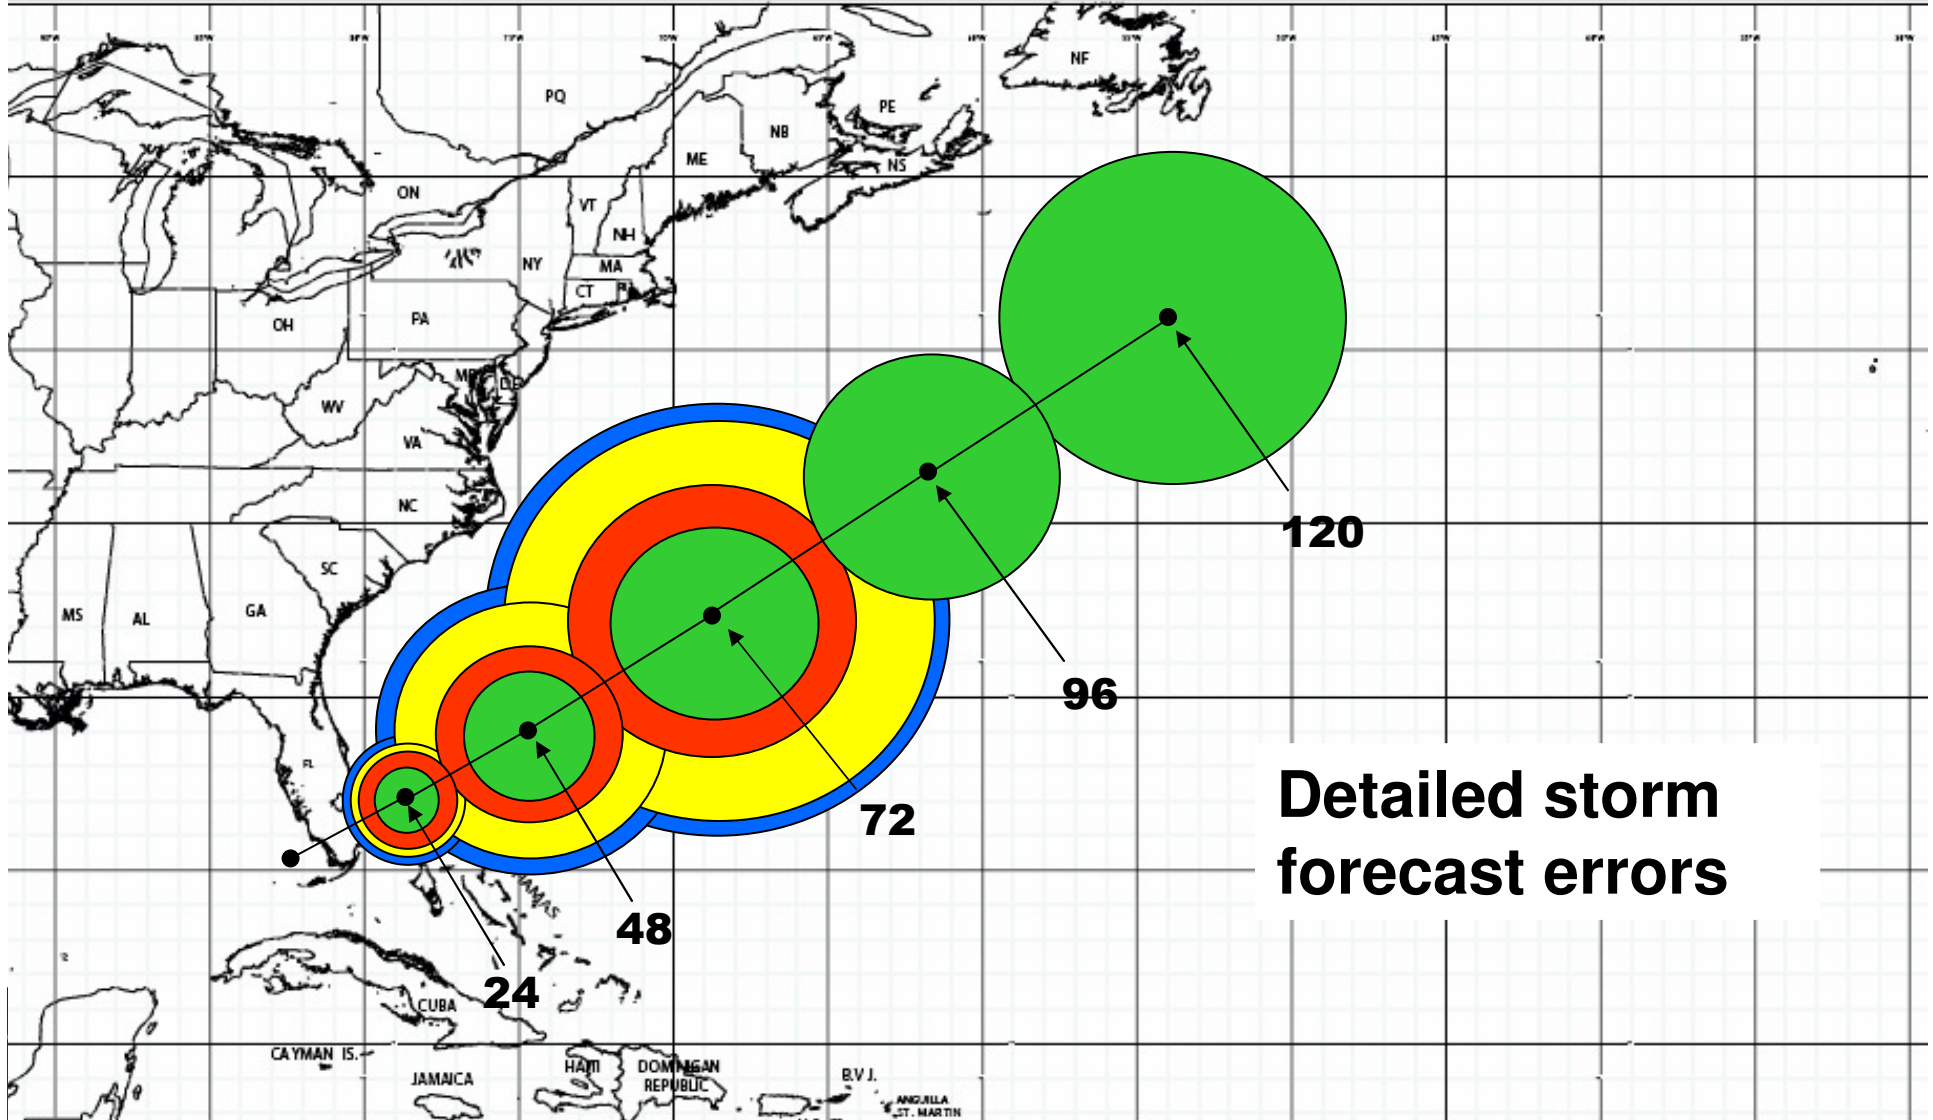 NF
PQ
PE
NB
ME
NS
ON
VT
NH
NY
MA
CT
PA
OH
DE
WV
VA
NC
SC
MS
AL
GA
FL
120
96
72
48
24
Detailed storm
forecast errors
CUBA
CAYMAN IS.
JAMAICA
HAITI
DOMINICAN
REPUBLIC
B.V.I.
ANGUILLA
ST. MARTIN